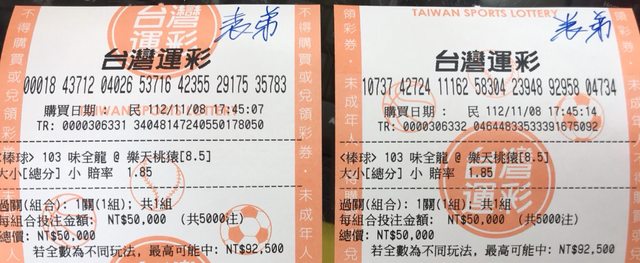 表弟
台灣運彩
00018 43712 04026 53716 42355 29175 35783
購買日期: 民 112/11/08 17:45:07
TR: 0000306331 34048147240550178050
<棒球> 103 味全龍 @ 樂天桃猿[8.5]
大小[總分] 小 賠率 1.85
過關(組合): 1關(1組); 共1組
每組合投注金額: NT$50,000 (共5000注)
總價: NT$50,000
若全數為不同玩法, 最高可能中: NT$92,500
TAIWAN SPORTS LOTTERY
表弟
台灣運彩
10737 42724 11162 58304 23948 92958 04734
購買日期: 民 112/11/08 17:45:14
TR: 0000306332 04644833533391675092
<棒球> 103 味全龍 @ 樂天桃猿[8.5]
大小[總分] 小 賠率 1.85
過關(組合): 1關(1組); 共1組
每組合投注金額: NT$50,000 (共5000注)
總價: NT$50,000
若全數為不同玩法, 最高可能中: NT$92,500